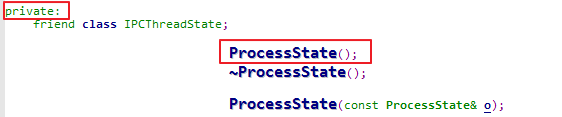 private:
friend class IPCThreadState;
ProcessState();
~ProcessState();
ProcessState(const ProcessState& o);